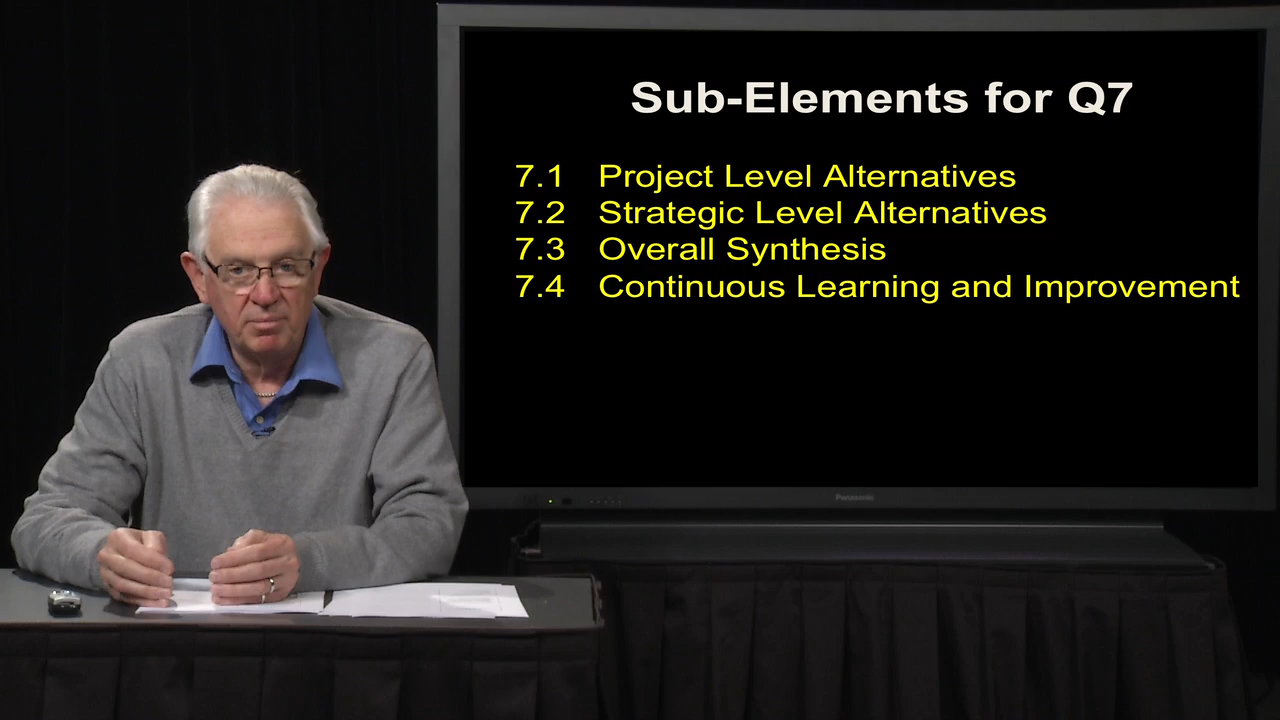 Sub-Elements for Q7
7.1 Project Level Alternatives
7.2 Strategic Level Alternatives
7.3 Overall Synthesis
7.4 Continuous Learning and Improvement
Panasonic